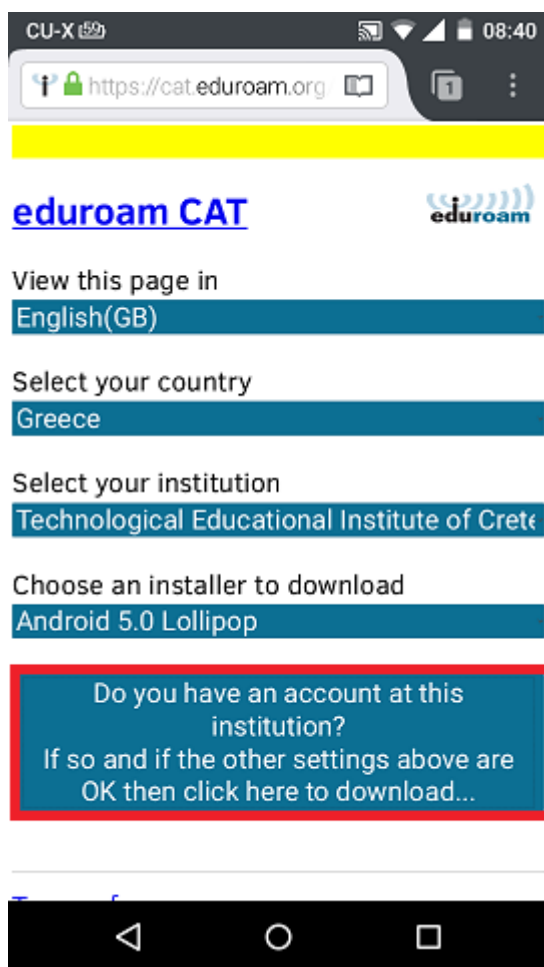 CU-X 59 08:40
https://cat.eduroam.org/ 1
eduroam CAT
eduroam
View this page in
English(GB)
Select your country
Greece
Select your institution
Technological Educational Institute of Crete
Choose an installer to download
Android 5.0 Lollipop
Do you have an account at this
institution?
If so and if the other settings above are
OK then click here to download...